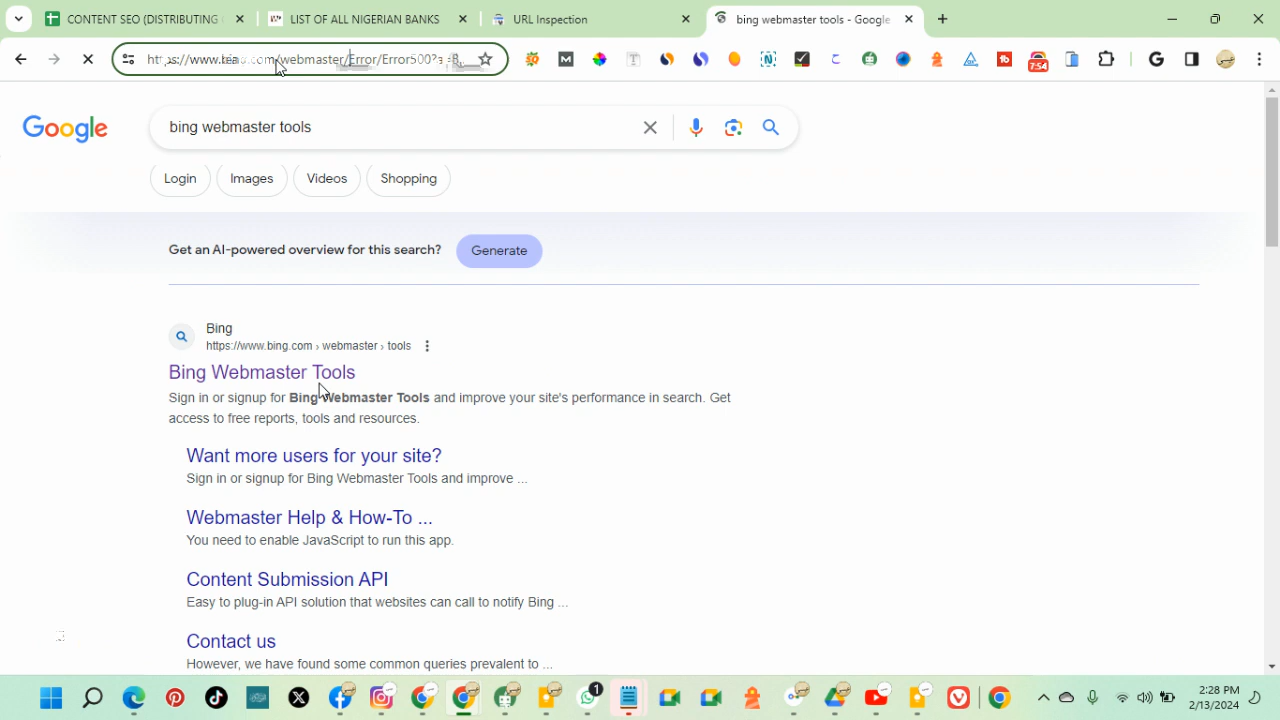 CONTENT SEO (DISTRIBUTING
LIST OF ALL NIGERIAN BANKS
URL Inspection
bing webmaster tools - Google
.com/webmaster/Error/Error500?a
7:54
Google
bing webmaster tools
Login
Images
Videos
Shopping
Get an AI-powered overview for this search?
Generate
Bing
https://www.bing.com › webmaster › tools
Bing Webmaster Tools
Sign in or signup for Bing Webmaster Tools and improve your site's performance in search. Get
access to free reports, tools and resources.
Want more users for your site?
Sign in or signup for Bing Webmaster Tools and improve ...
Webmaster Help & How-To ...
You need to enable JavaScript to run this app.
Content Submission API
Easy to plug-in API solution that websites can call to notify Bing ...
Contact us
However, we have found some common queries prevalent to ...
1
2:28 PM
2/13/2024